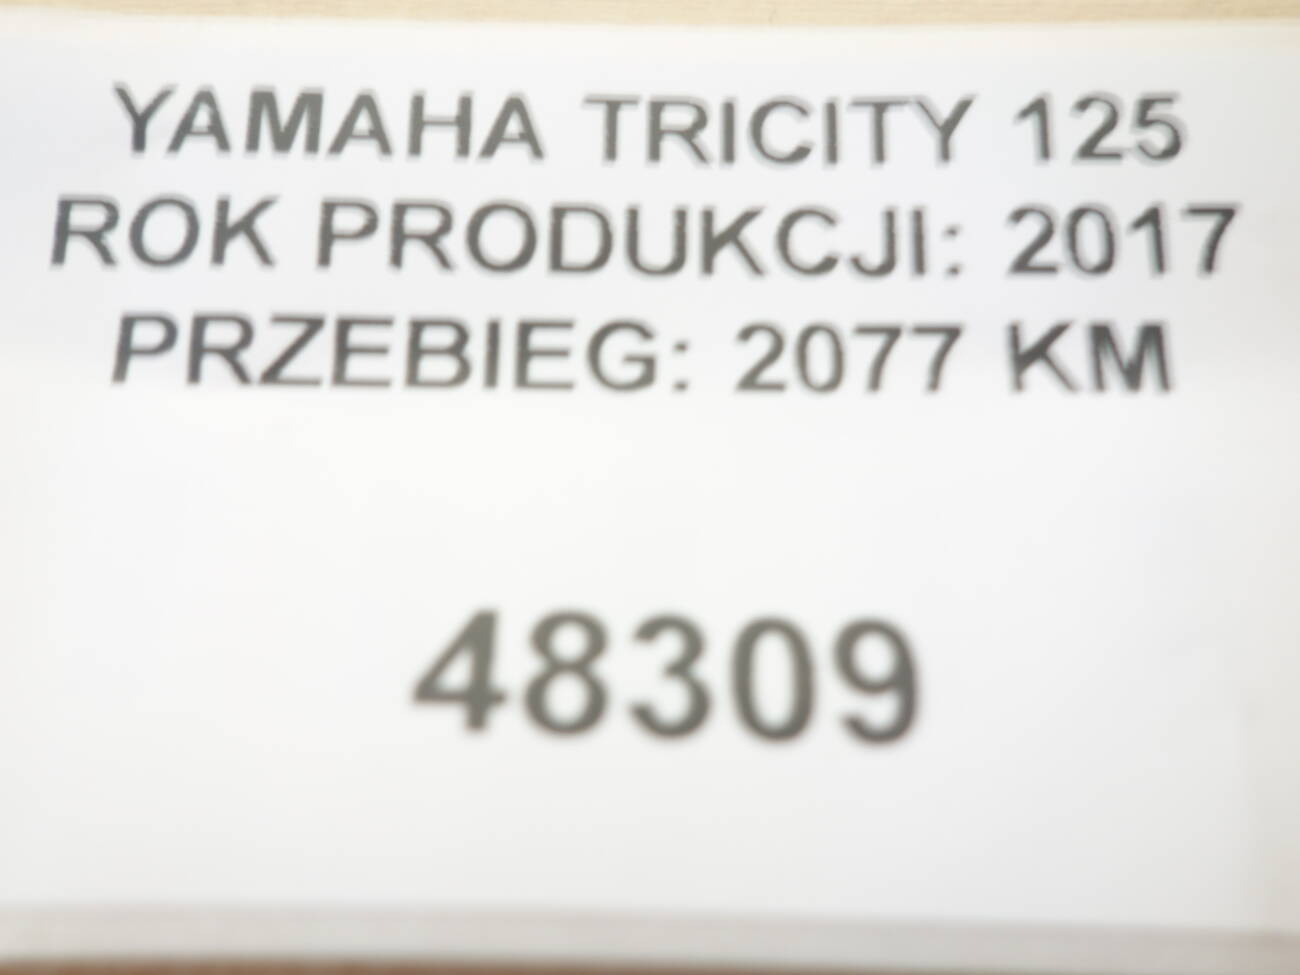 YAMAHA TRICITY 125
ROK PRODUKCJI: 2017
PRZEBIEG: 2077 KM
48309